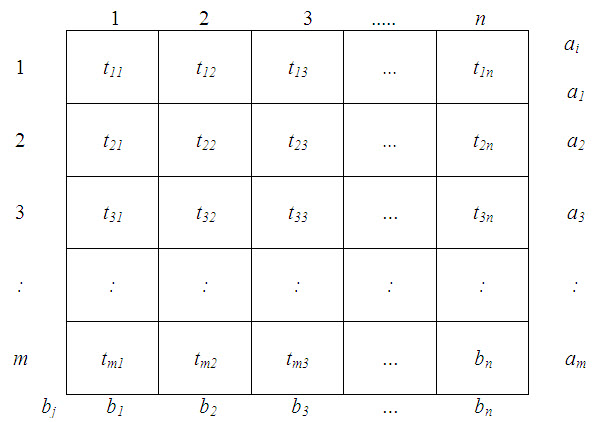 1 2 3 ..... n
a_i
1 t_11 t_12 t_13 ... t_1n
a_1
2 t_21 t_22 t_23 ... t_2n a_2
3 t_31 t_32 t_33 ... t_3n a_3
: : : : : : :
m t_m1 t_m2 t_m3 ... b_n a_m
b_j b_1 b_2 b_3 ... b_n